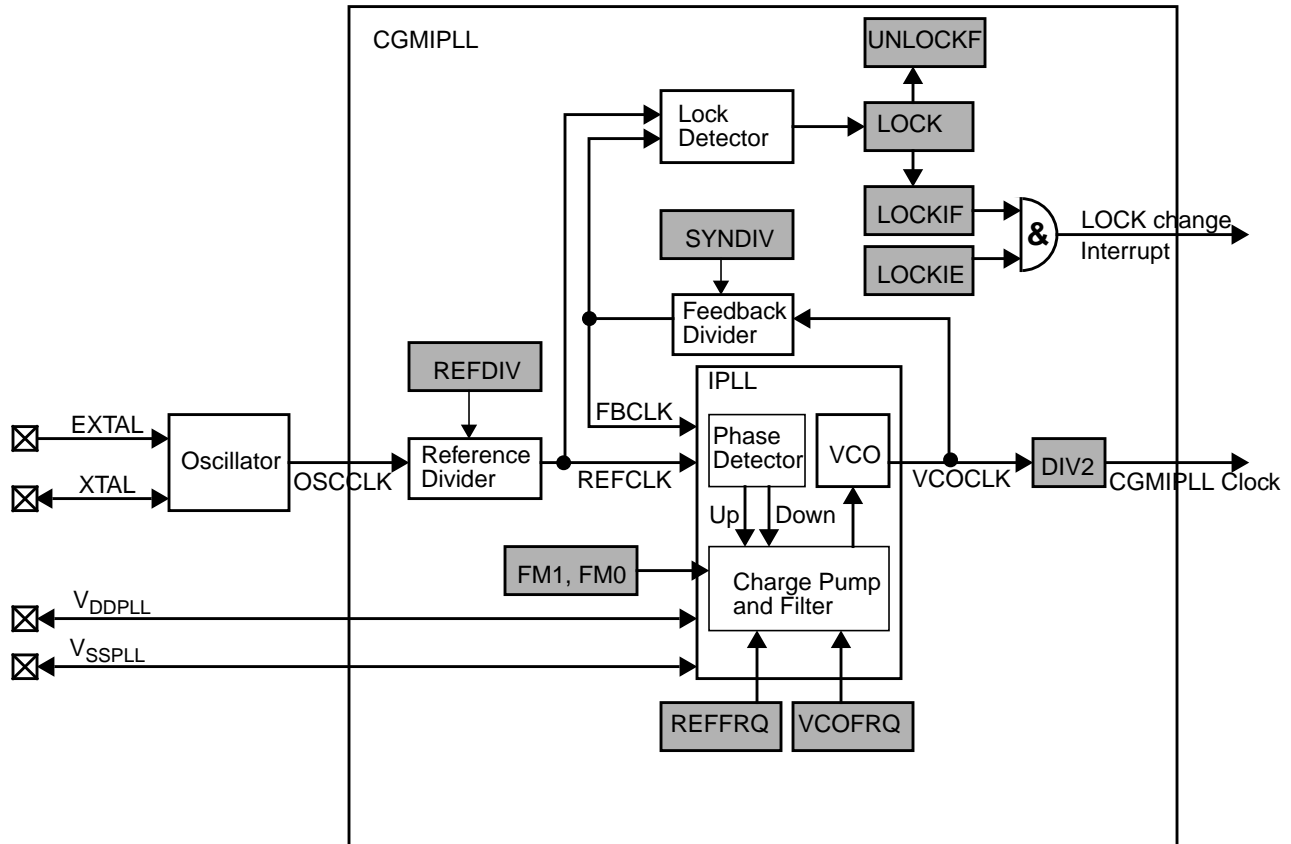 CGMIPLL
UNLOCKF
Lock
Detector
LOCK
LOCKIF
LOCK change
Interrupt
&
LOCKIE
SYNDIV
Feedback
Divider
REFDIV
IPLL
EXTAL
XTAL
Oscillator
OSCCLK
Reference
Divider
FBCLK
REFCLK
Phase
Detector
VCO
VCOCLK
DIV2
CGMIPLL Clock
Up
Down
FM1, FM0
Charge Pump
and Filter
VDDPLL
VSSPLL
REFFRQ
VCOFRQ